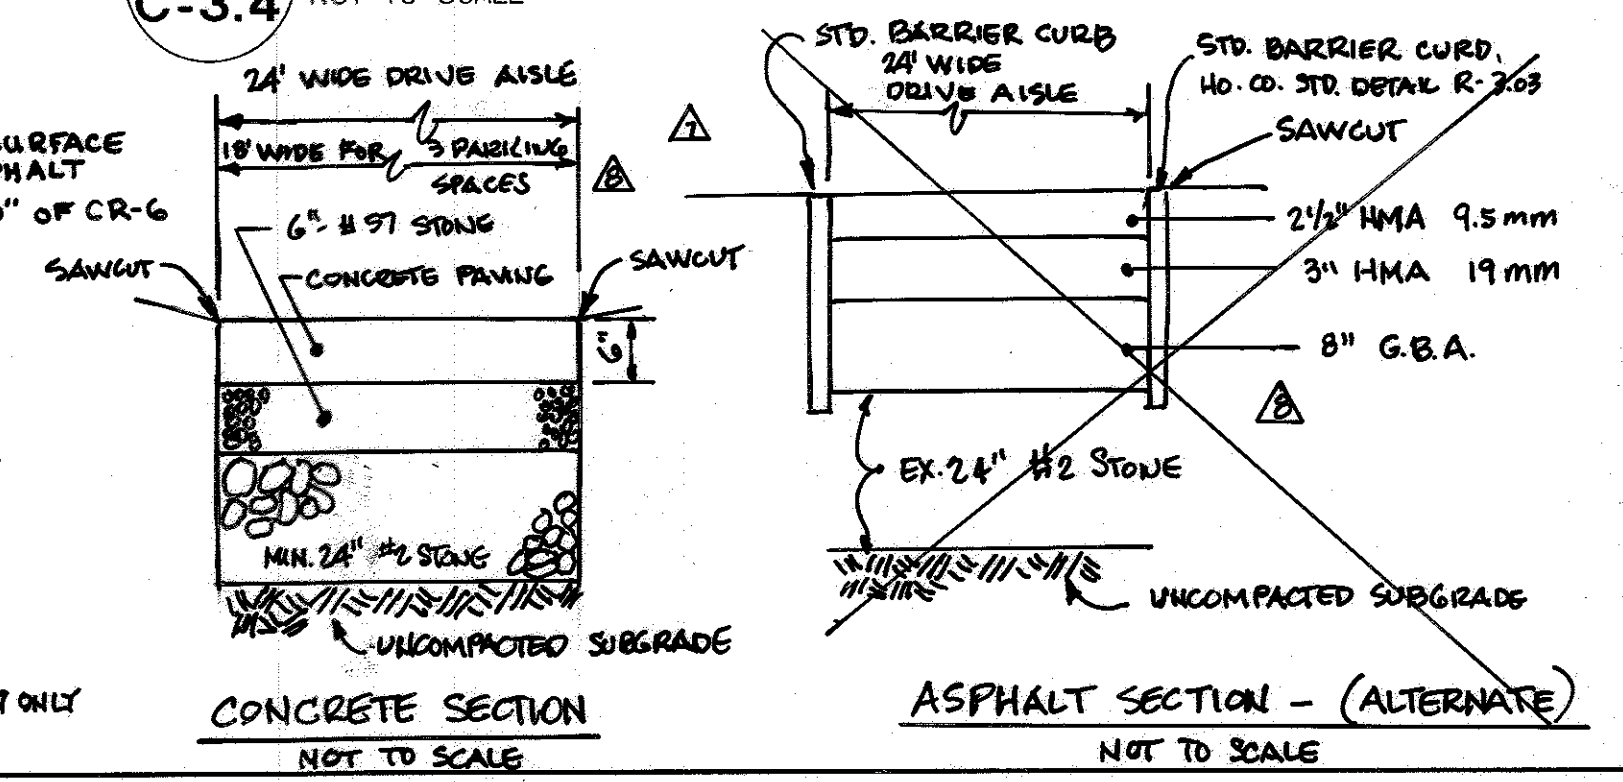 C-3.4
NOT TO SCALE
24' WIDE DRIVE AISLE
18' WIDE FOR 3 PARKING
SPACES
7
8
PHALT
OF CR-6
6" - #57 STONE
CONCRETE PAVING
SAWCUT
SAWCUT
6"
MIN. 24" #2 STONE
UNCOMPACTED SUBGRADE
ONLY
CONCRETE SECTION
NOT TO SCALE
STD. BARRIER CURB
24' WIDE
DRIVE AISLE
STD. BARRIER CURD,
HO. CO. STD. DETAIL R-3.03
SAWCUT
2 1/2" HMA 9.5 mm
3" HMA 19 mm
8" G.B.A.
8
EX. 24" #2 STONE
UNCOMPACTED SUBGRADE
ASPHALT SECTION - (ALTERNATE)
NOT TO SCALE